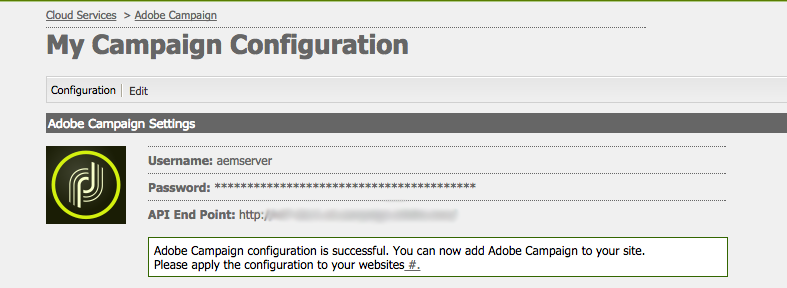 Cloud Services > Adobe Campaign
My Campaign Configuration
Configuration | Edit
Adobe Campaign Settings
Username: aemserver
Password: ****************************************
API End Point: http:/
Adobe Campaign configuration is successful. You can now add Adobe Campaign to your site.
Please apply the configuration to your websites #.